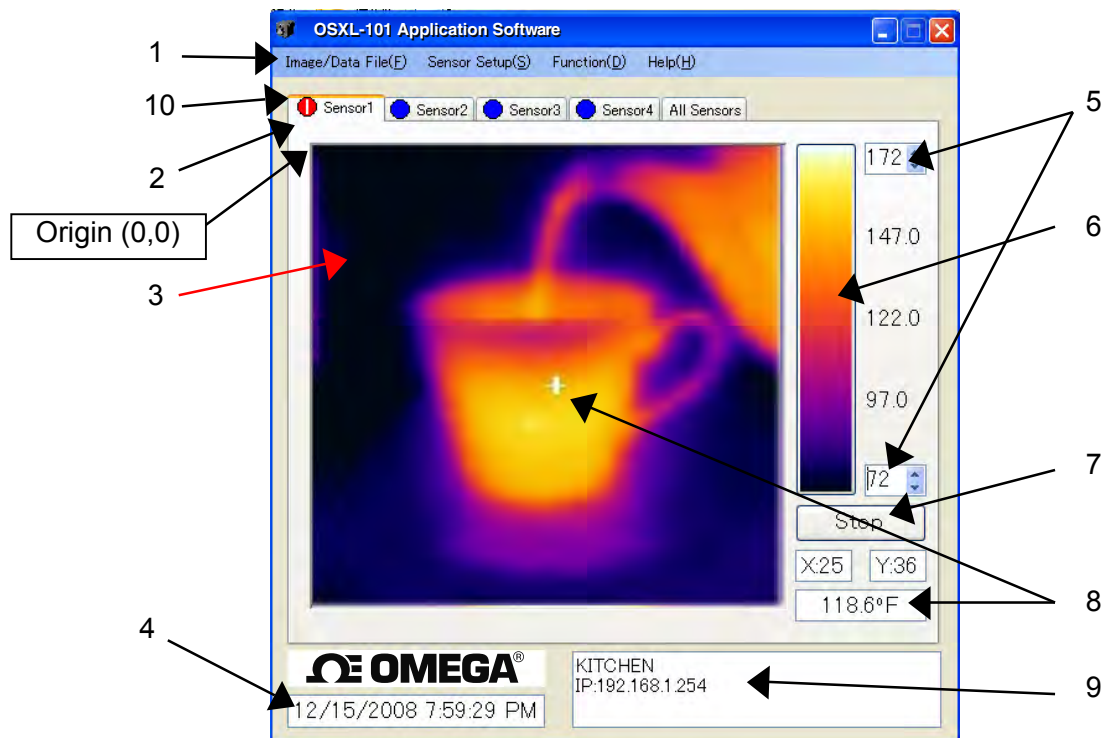 OSXL-101 Application Software
1
Image/Data File(F) Sensor Setup(S) Function(D) Help(H)
10
Sensor1 Sensor2 Sensor3 Sensor4 All Sensors
5
2
172
Origin (0,0)
147.0
6
3
122.0
97.0
72
7
Stop
X:25 Y:36
118.6°F
8
4
OMEGA®
KITCHEN
IP:192.168.1.254
9
12/15/2008 7:59:29 PM